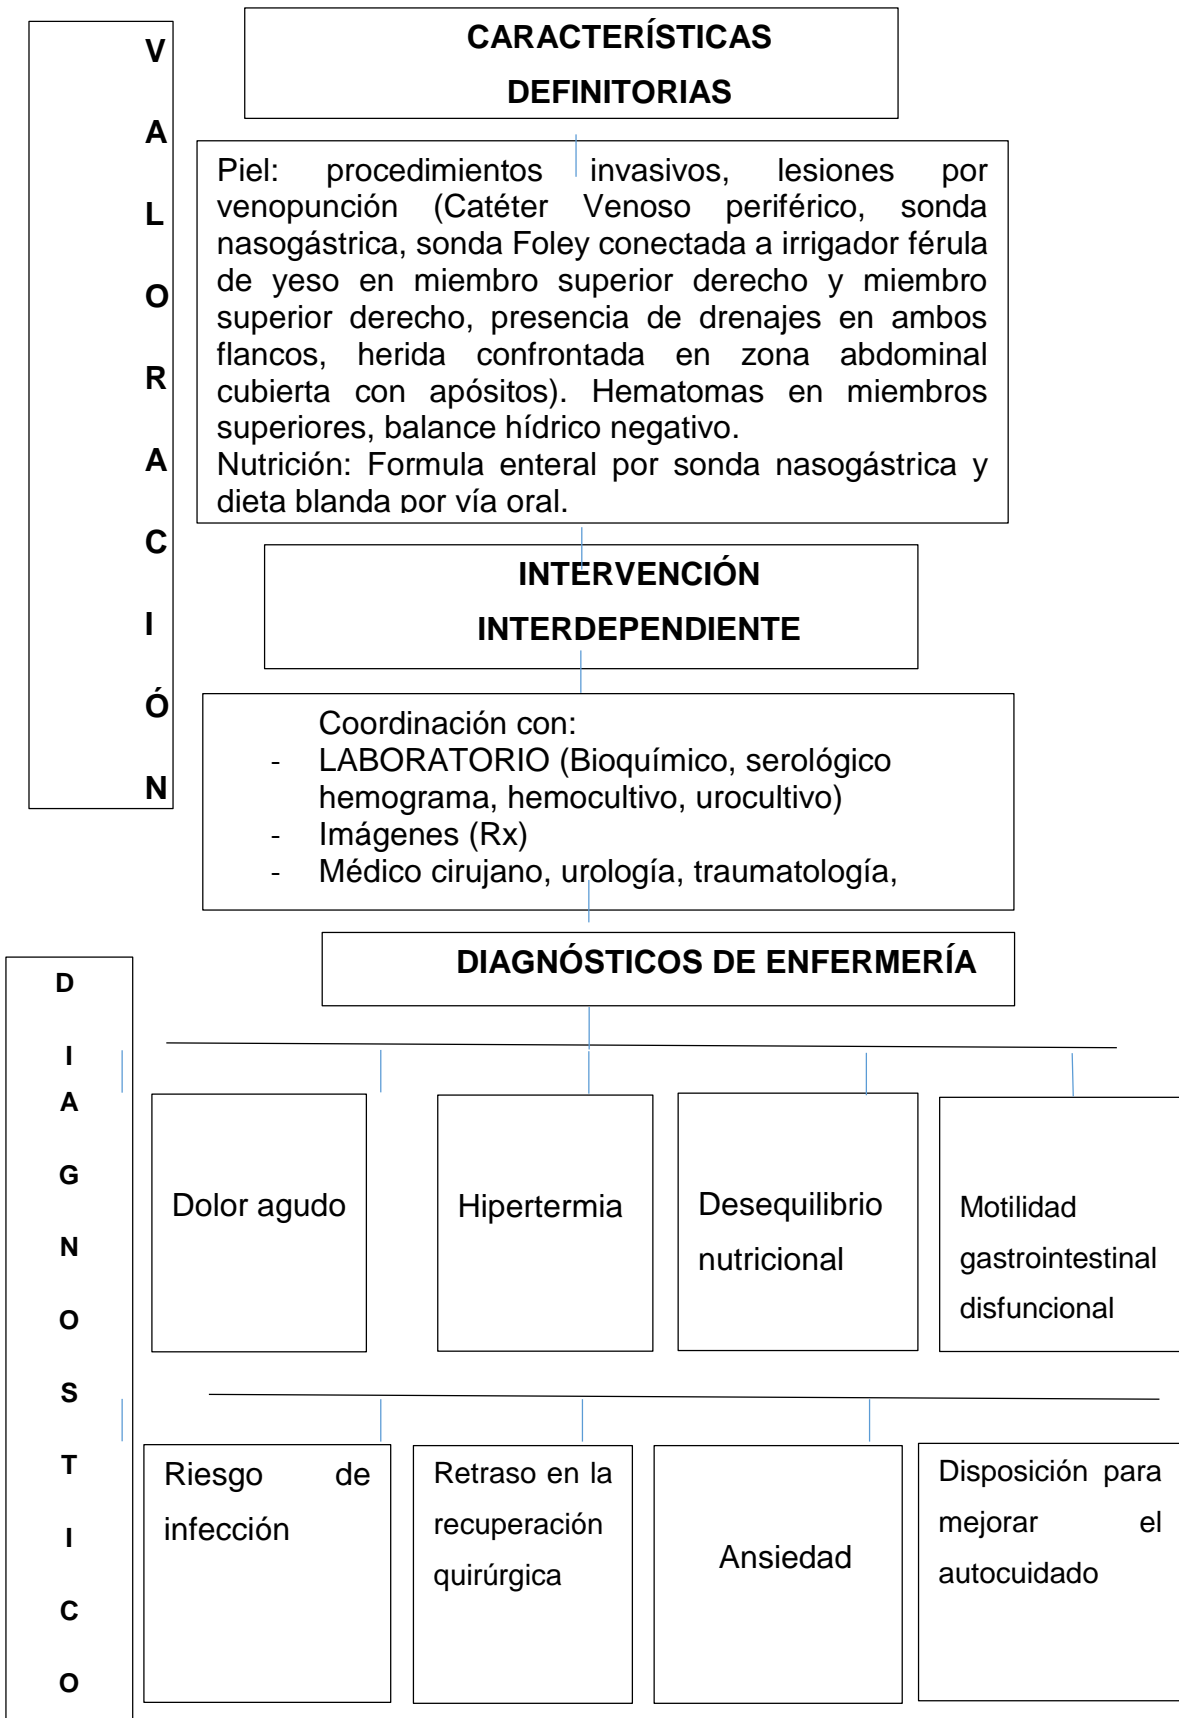 V
A
L
O
R
A
C
I
Ó
N
CARACTERÍSTICAS
DEFINITORIAS
Piel: procedimientos invasivos, lesiones por
venopunción (Catéter Venoso periférico, sonda
nasogástrica, sonda Foley conectada a irrigador férula
de yeso en miembro superior derecho y miembro
superior derecho, presencia de drenajes en ambos
flancos, herida confrontada en zona abdominal
cubierta con apósitos). Hematomas en miembros
superiores, balance hídrico negativo.
Nutrición: Formula enteral por sonda nasogástrica y
dieta blanda por vía oral.
INTERVENCIÓN
INTERDEPENDIENTE
Coordinación con:
- LABORATORIO (Bioquímico, serológico
hemograma, hemocultivo, urocultivo)
- Imágenes (Rx)
- Médico cirujano, urología, traumatología,
D
I
A
G
N
O
S
T
I
C
O
DIAGNÓSTICOS DE ENFERMERÍA
Dolor agudo
Hipertermia
Desequilibrio
nutricional
Motilidad
gastrointestinal
disfuncional
Riesgo de
infección
Retraso en la
recuperación
quirúrgica
Ansiedad
Disposición para
mejorar el
autocuidado